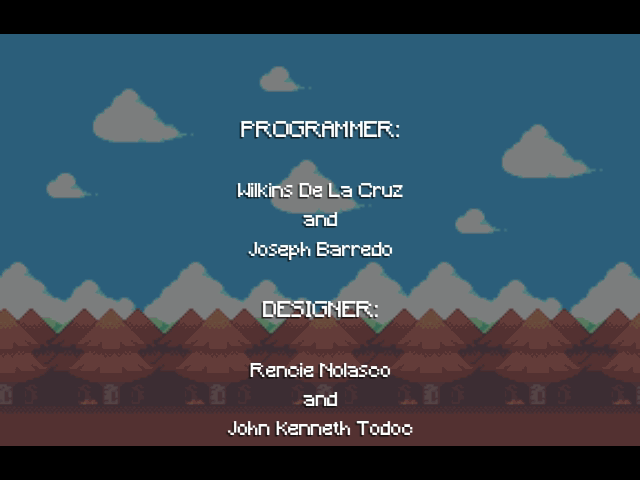 PROGRAMMER:
Wilkins De La Cruz
and
Joseph Barredo
DESIGNER:
Rencie Nolasco
and
John Kenneth Todoc